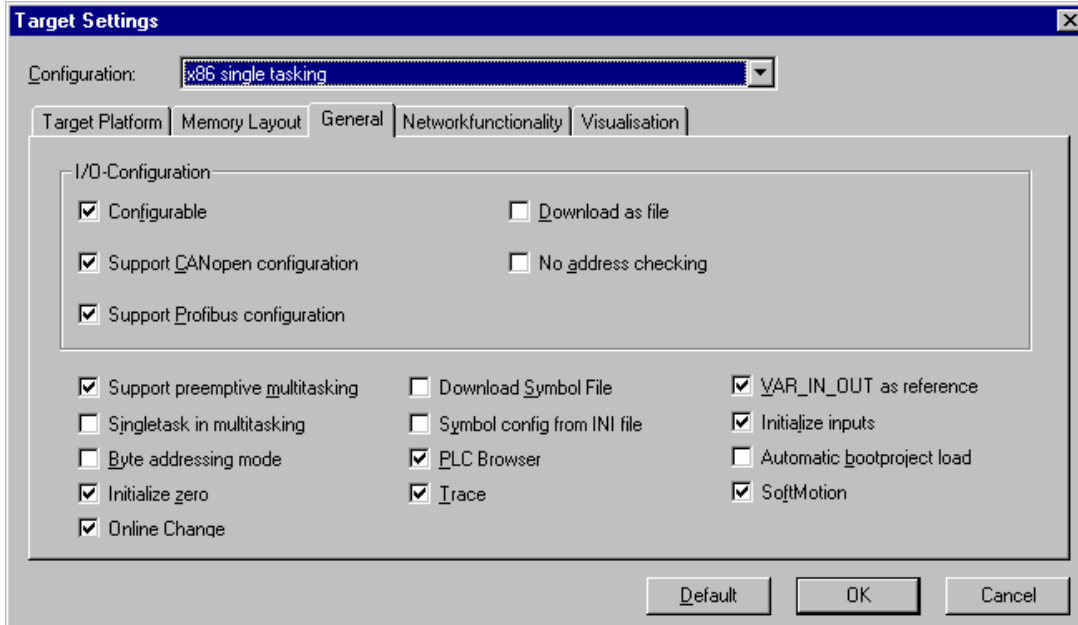 Target Settings
Configuration: x86 single tasking
Target Platform Memory Layout General Networkfunctionality Visualisation
I/O-Configuration
Configurable Download as file
Support CANopen configuration No address checking
Support Profibus configuration
Support preemptive multitasking Download Symbol File VAR_IN_OUT as reference
Singletask in multitasking Symbol config from INI file Initialize inputs
Byte addressing mode PLC Browser Automatic bootproject load
Initialize zero Trace SoftMotion
Online Change
Default OK Cancel